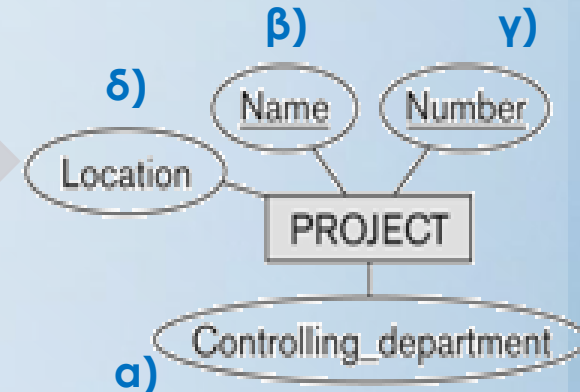 β)
γ)
δ)
Name
Number
Location
PROJECT
Controlling_department
α)